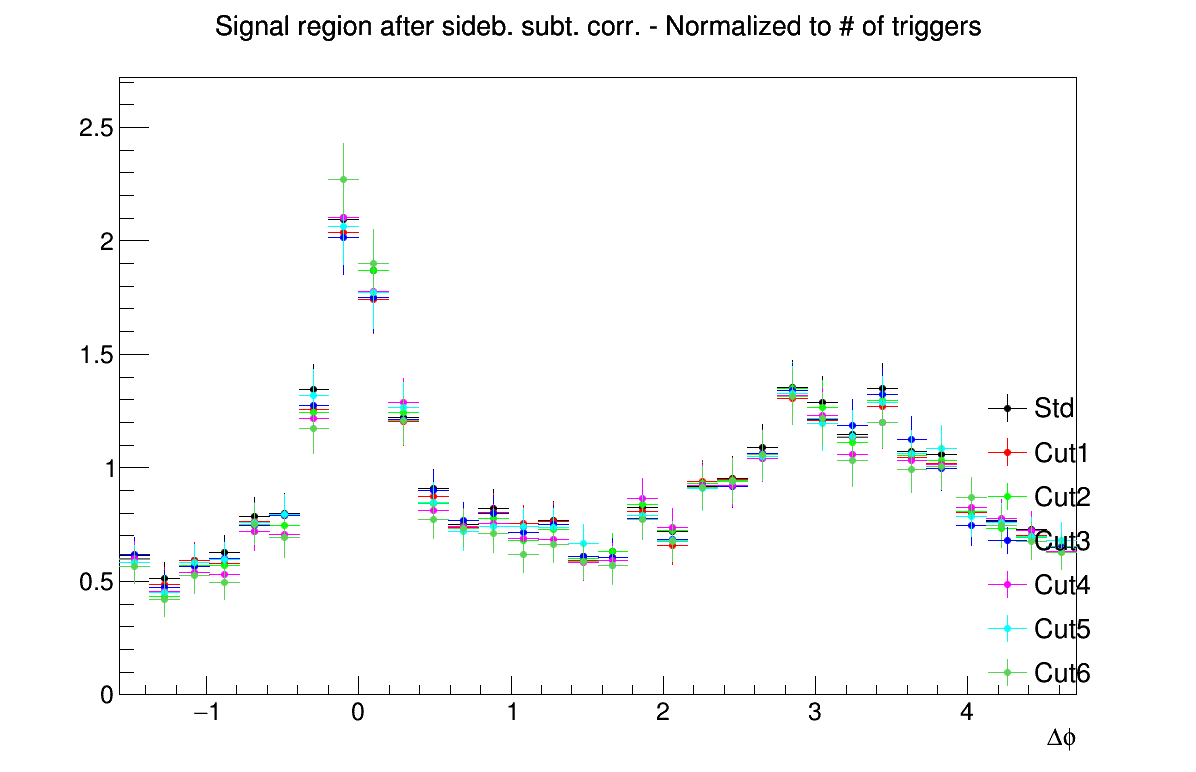 Signal region after sideb. subt. corr. - Normalized to # of triggers
2.5
2
1.5
1
0.5
0
Std
Cut1
Cut2
Cut3
Cut4
Cut5
Cut6
−1 0 1 2 3 4
Δϕ